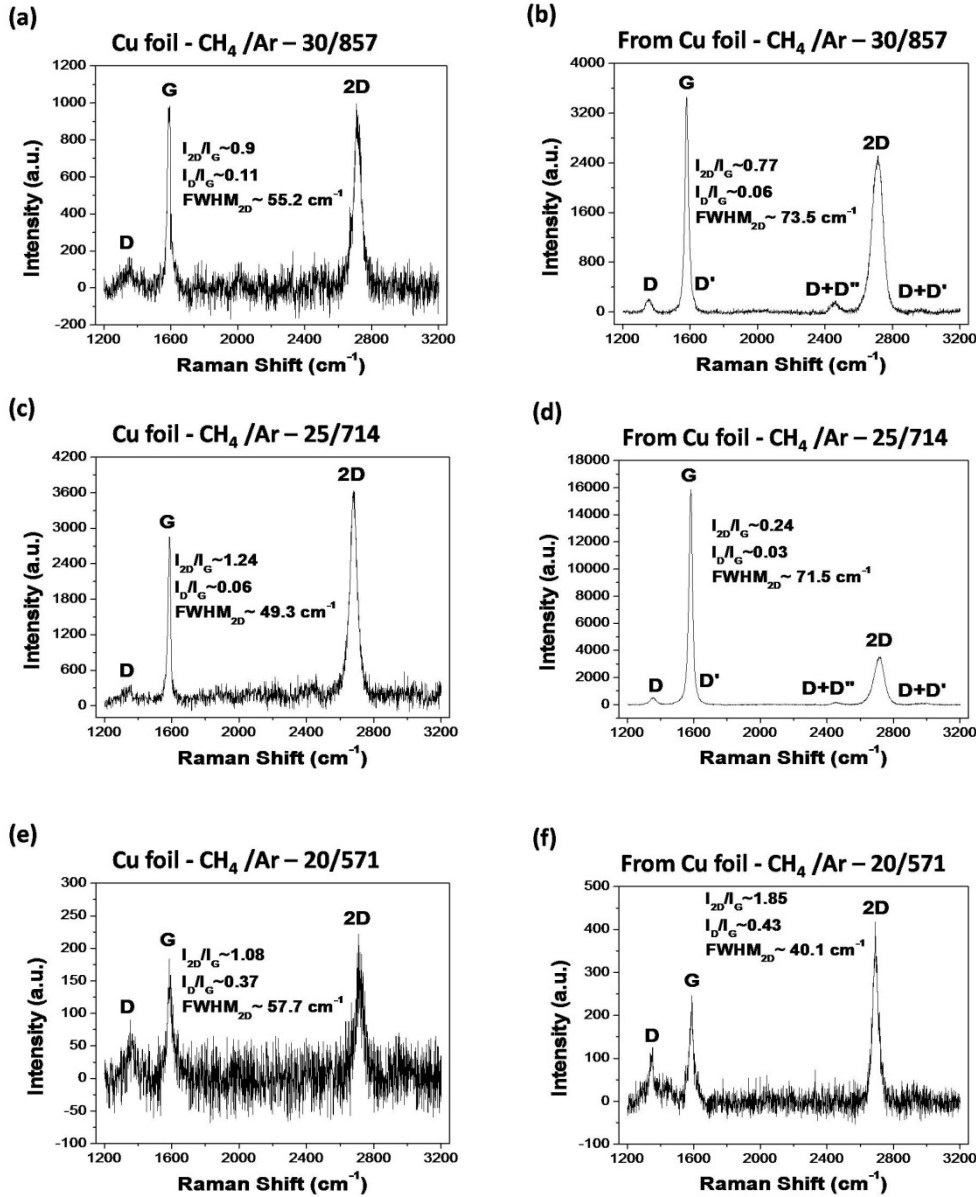 (a)
Cu foil - CH₄ /Ar – 30/857
1200
1000
800
600
400
200
0
-200
Intensity (a.u.)
G
2D
D
I2D/IG~0.9
ID/IG~0.11
FWHM2D~ 55.2 cm⁻¹
1200 1600 2000 2400 2800 3200
Raman Shift (cm⁻¹)
(b)
From Cu foil - CH₄ /Ar – 30/857
4000
3200
2400
1600
800
0
Intensity (a.u.)
G
2D
I2D/IG~0.77
ID/IG~0.06
FWHM2D~ 73.5 cm⁻¹
D D' D+D" D+D'
1200 1600 2000 2400 2800 3200
Raman Shift (cm⁻¹)
(c)
Cu foil - CH₄ /Ar – 25/714
4200
3600
3000
2400
1800
1200
600
0
Intensity (a.u.)
2D
G
I2D/IG~1.24
ID/IG~0.06
FWHM2D~ 49.3 cm⁻¹
D
1200 1600 2000 2400 2800 3200
Raman Shift (cm⁻¹)
(d)
From Cu foil - CH₄ /Ar – 25/714
18000
16000
14000
12000
10000
8000
6000
4000
2000
0
Intensity (a.u.)
G
I2D/IG~0.24
ID/IG~0.03
FWHM2D~ 71.5 cm⁻¹
2D
D D' D+D" D+D'
1200 1600 2000 2400 2800 3200
Raman Shift (cm⁻¹)
(e)
Cu foil - CH₄ /Ar – 20/571
300
250
200
150
100
50
0
-50
-100
Intensity (a.u.)
G
2D
I2D/IG~1.08
ID/IG~0.37
FWHM2D~ 57.7 cm⁻¹
D
1200 1600 2000 2400 2800 3200
Raman Shift (cm⁻¹)
(f)
From Cu foil - CH₄ /Ar – 20/571
500
400
300
200
100
0
-100
Intensity (a.u.)
I2D/IG~1.85
ID/IG~0.43
FWHM2D~ 40.1 cm⁻¹
2D
G
D
1200 1600 2000 2400 2800 3200
Raman Shift (cm⁻¹)